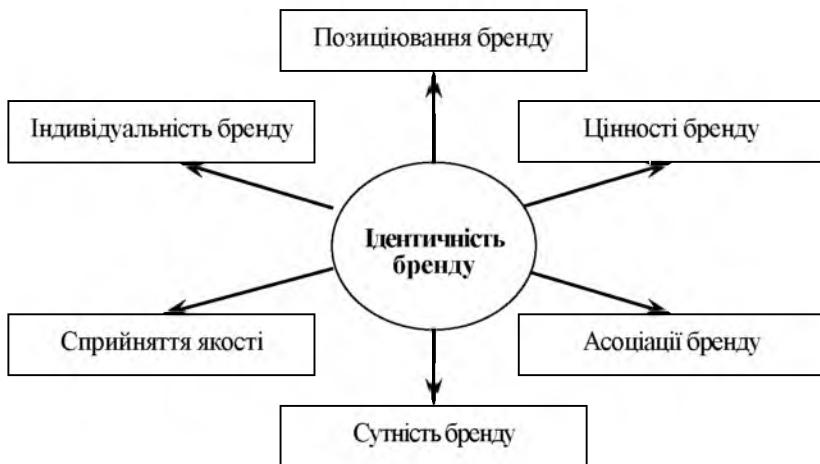 Позиціювання бренду
Індивідуальність бренду
Цінності бренду
Ідентичність
бренду
Сприйняття якості
Асоціації бренду
Сутність бренду